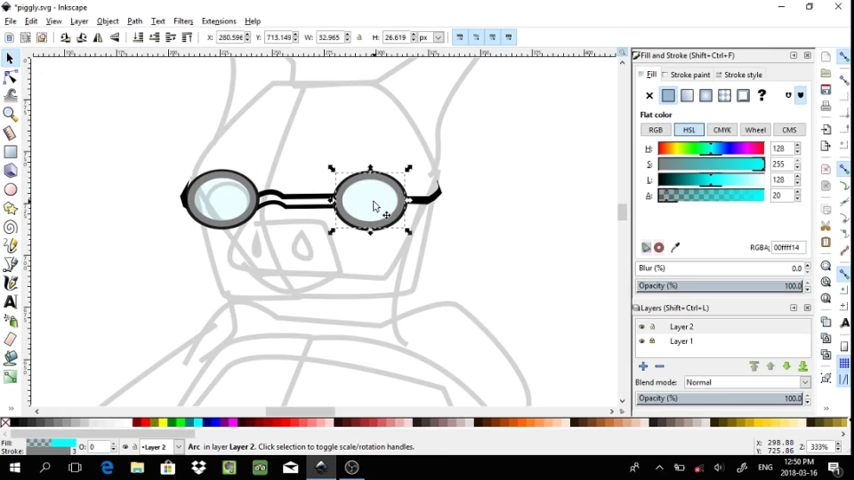 *piggly.svg - Inkscape
File Edit View Layer Object Path Text Filters Extensions Help
X: 280.596 Y: 713.149 W: 32.965 H: 26.619 px
Fill and Stroke (Shift+Ctrl+F)
Fill Stroke paint Stroke style
Flat color
RGB HSL CMYK Wheel CMS
H: 128
S: 255
L: 128
A: 20
RGBA: 00ffff14
Blur (%) 0.0
Opacity (%) 100.0
Layers (Shift+Ctrl+L)
Layer 2
Layer 1
Blend mode: Normal
Opacity (%) 100.0
Fill: O: 0 Layer 2 Arc in layer Layer 2. Click selection to toggle scale/rotation handles. X: 298.88 Z: 333%
Stroke: 3 Y: 725.86
ENG 12:50 PM
2018-03-16